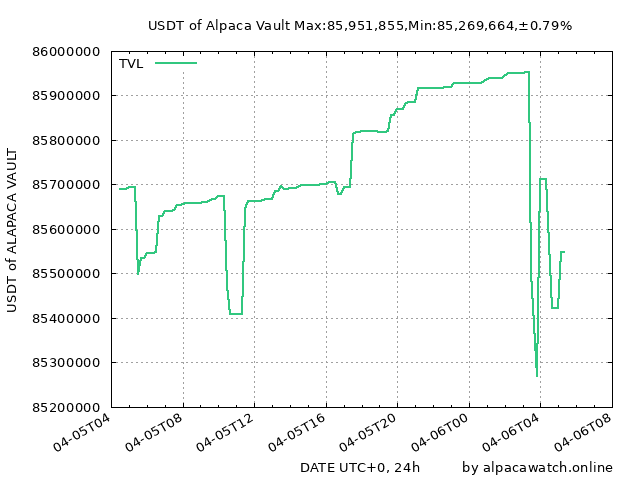 USDT of Alpaca Vault Max:85,951,855,Min:85,269,664,±0.79%
86000000
85900000
85800000
85700000
85600000
85500000
85400000
85300000
85200000
TVL
USDT of ALAPACA VAULT
04-05T04
04-05T08
04-05T12
04-05T16
04-05T20
04-06T00
04-06T04
04-06T08
DATE UTC+0, 24h
by alpacawatch.online